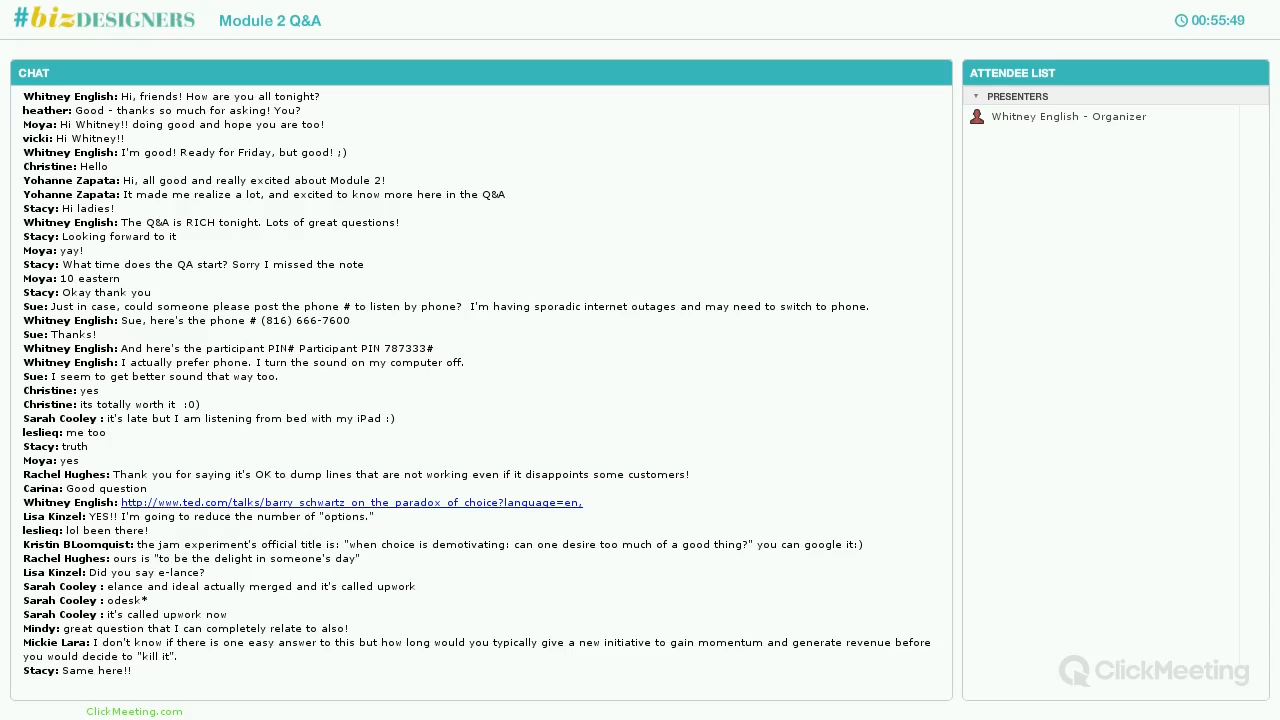 #bizDESIGNERS
Module 2 Q&A
00:55:49
CHAT
Whitney English: Hi, friends! How are you all tonight?
heather: Good - thanks so much for asking! You?
Moya: Hi Whitney!! doing good and hope you are too!
vicki: Hi Whitney!!
Whitney English: I'm good! Ready for Friday, but good! ;)
Christine: Hello
Yohanne Zapata: Hi, all good and really excited about Module 2!
Yohanne Zapata: It made me realize a lot, and excited to know more here in the Q&A
Stacy: Hi ladies!
Whitney English: The Q&A is RICH tonight. Lots of great questions!
Stacy: Looking forward to it
Moya: yay!
Stacy: What time does the QA start? Sorry I missed the note
Moya: 10 eastern
Stacy: Okay thank you
Sue: Just in case, could someone please post the phone # to listen by phone?  I'm having sporadic internet outages and may need to switch to phone.
Whitney English: Sue, here's the phone # (816) 666-7600
Sue: Thanks!
Whitney English: And here's the participant PIN# Participant PIN 787333#
Whitney English: I actually prefer phone. I turn the sound on my computer off.
Sue: I seem to get better sound that way too.
Christine: yes
Christine: its totally worth it  :0)
Sarah Cooley : it's late but I am listening from bed with my iPad :)
leslieq: me too
Stacy: truth
Moya: yes
Rachel Hughes: Thank you for saying it's OK to dump lines that are not working even if it disappoints some customers!
Carina: Good question
Whitney English: http://www.ted.com/talks/barry_schwartz_on_the_paradox_of_choice?language=en,
Lisa Kinzel: YES!! I'm going to reduce the number of "options."
leslieq: lol been there!
Kristin BLoomquist: the jam experiment's official title is: "when choice is demotivating: can one desire too much of a good thing?" you can google it:)
Rachel Hughes: ours is "to be the delight in someone's day"
Lisa Kinzel: Did you say e-lance?
Sarah Cooley : elance and ideal actually merged and it's called upwork
Sarah Cooley : odesk*
Sarah Cooley : it's called upwork now
Mindy: great question that I can completely relate to also!
Mickie Lara: I don't know if there is one easy answer to this but how long would you typically give a new initiative to gain momentum and generate revenue before
you would decide to "kill it".
Stacy: Same here!!
ATTENDEE LIST
PRESENTERS
Whitney English - Organizer
ClickMeeting
ClickMeeting.com